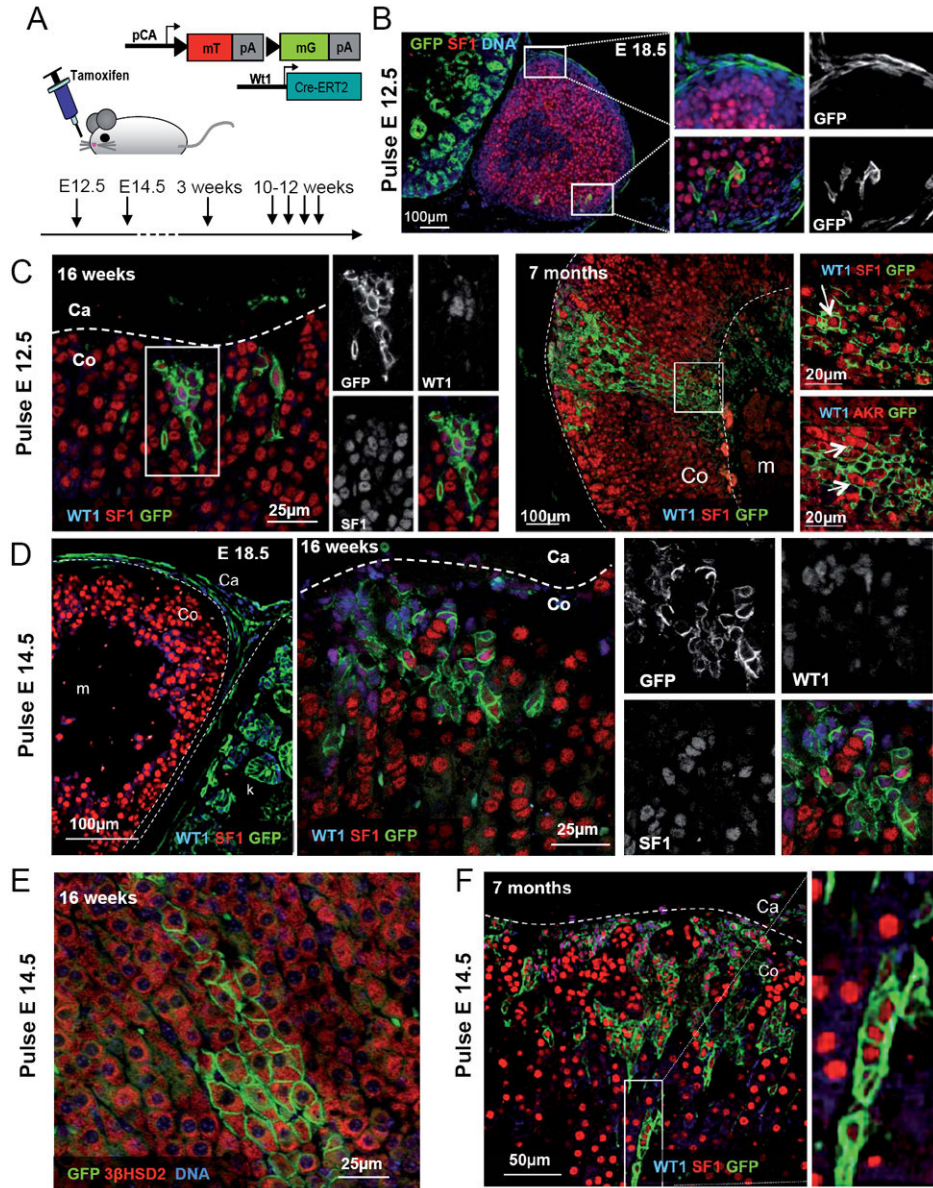 A
pCA
mT
pA
mG
pA
Wt1
Cre-ERT2
Tamoxifen
E12.5
E14.5
3 weeks
10-12 weeks
B
Pulse E 12.5
GFP SF1 DNA
E 18.5
100µm
GFP
GFP
C
Pulse E 12.5
16 weeks
Ca
Co
WT1 SF1 GFP
25µm
GFP
WT1
SF1
7 months
Co
m
100µm
WT1 SF1 GFP
WT1 SF1 GFP
20µm
WT1 AKR GFP
20µm
D
Pulse E 14.5
E 18.5
Ca
Co
m
k
100µm
WT1 SF1 GFP
16 weeks
Ca
Co
WT1 SF1 GFP
25µm
GFP
WT1
SF1
E
Pulse E 14.5
16 weeks
GFP 3βHSD2 DNA
25µm
F
Pulse E 14.5
7 months
Ca
Co
50µm
WT1 SF1 GFP